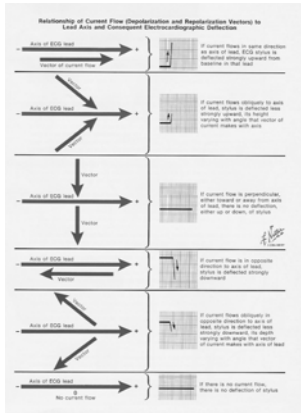 Relationship of Current Flow (Depolarization and Repolarization Vectors) to
Lead Axis and Consequent Electrocardiographic Deflection
Axis of ECG lead
Vector of current flow
If current flows in same direction
as axis of lead, ECG stylus is
deflected strongly upward from
baseline in that lead
Vector
Axis of ECG lead
Vector
If current flows obliquely to axis
of lead, stylus is deflected less
strongly upward, its height
varying with angle that vector of
current makes with axis
Vector
Axis of ECG lead
Vector
If current flow is perpendicular,
either toward or away from axis
of lead, there is no deflection,
either up or down, of stylus
Axis of ECG lead
Vector
If current flow is in opposite
direction to axis of lead,
stylus is deflected strongly
downward
Vector
Axis of ECG lead
Vector
If current flows obliquely in
opposite direction to axis of
lead, stylus is deflected less
strongly downward, its depth
varying with angle that vector
of current makes with axis of lead
Axis of ECG lead
0
No current flow
If there is no current flow,
there is no deflection of stylus